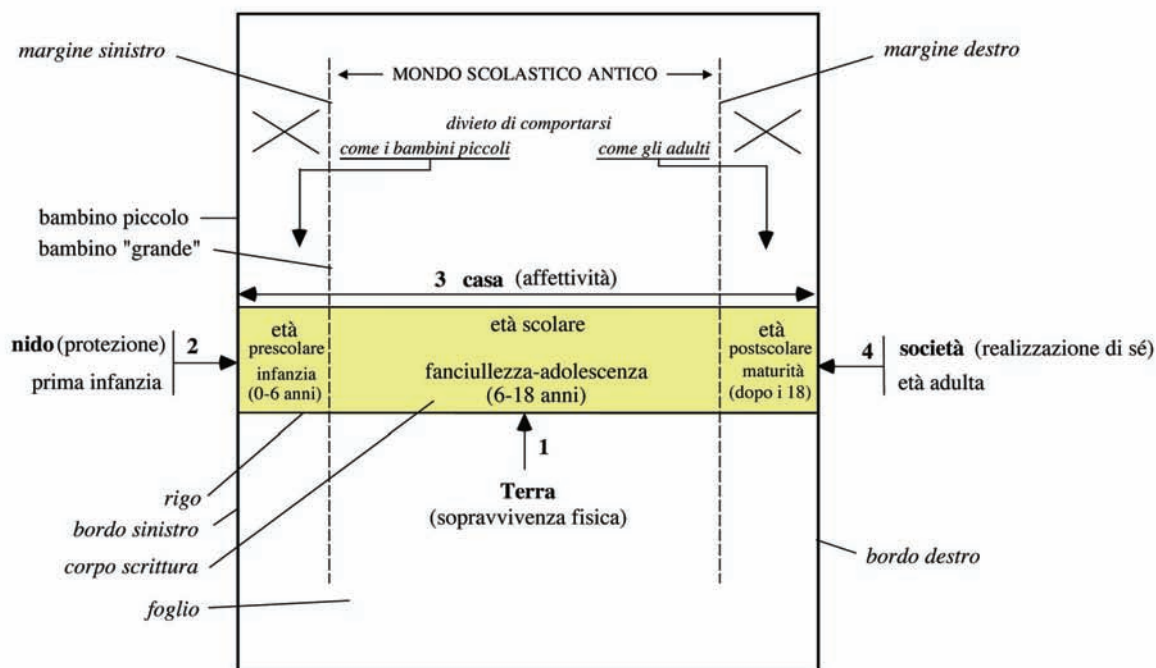 margine sinistro
margine destro
MONDO SCOLASTICO ANTICO
divieto di comportarsi
come i bambini piccoli
come gli adulti
bambino piccolo
bambino "grande"
3 casa (affettività)
nido (protezione) 2
prima infanzia
età
prescolare
infanzia
(0-6 anni)
età scolare
fanciullezza-adolescenza
(6-18 anni)
età
postscolare
maturità
(dopo i 18)
4 società (realizzazione di sé)
età adulta
1
Terra
(sopravvivenza fisica)
rigo
bordo sinistro
corpo scrittura
foglio
bordo destro